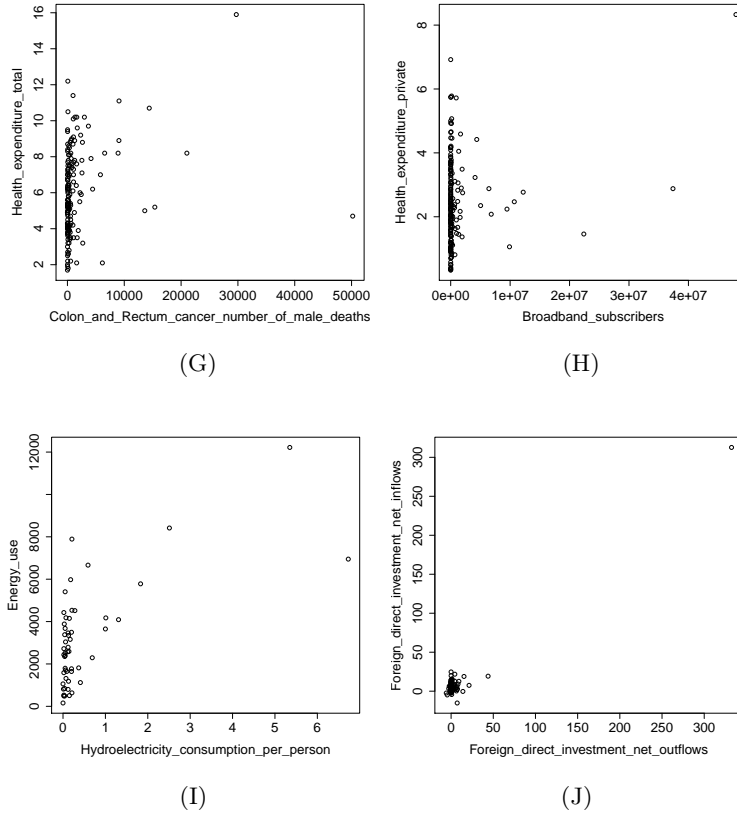 Health_expenditure_total
16
14
12
10
8
6
4
2
0 10000 20000 30000 40000 50000
Colon_and_Rectum_cancer_number_of_male_deaths
(G)
Health_expenditure_private
8
6
4
2
0e+00 1e+07 2e+07 3e+07 4e+07
Broadband_subscribers
(H)
Energy_use
12000
8000
6000
4000
2000
0
0 1 2 3 4 5 6
Hydroelectricity_consumption_per_person
(I)
Foreign_direct_investment_net_inflows
300
250
200
150
100
50
0
0 50 100 150 200 250 300
Foreign_direct_investment_net_outflows
(J)